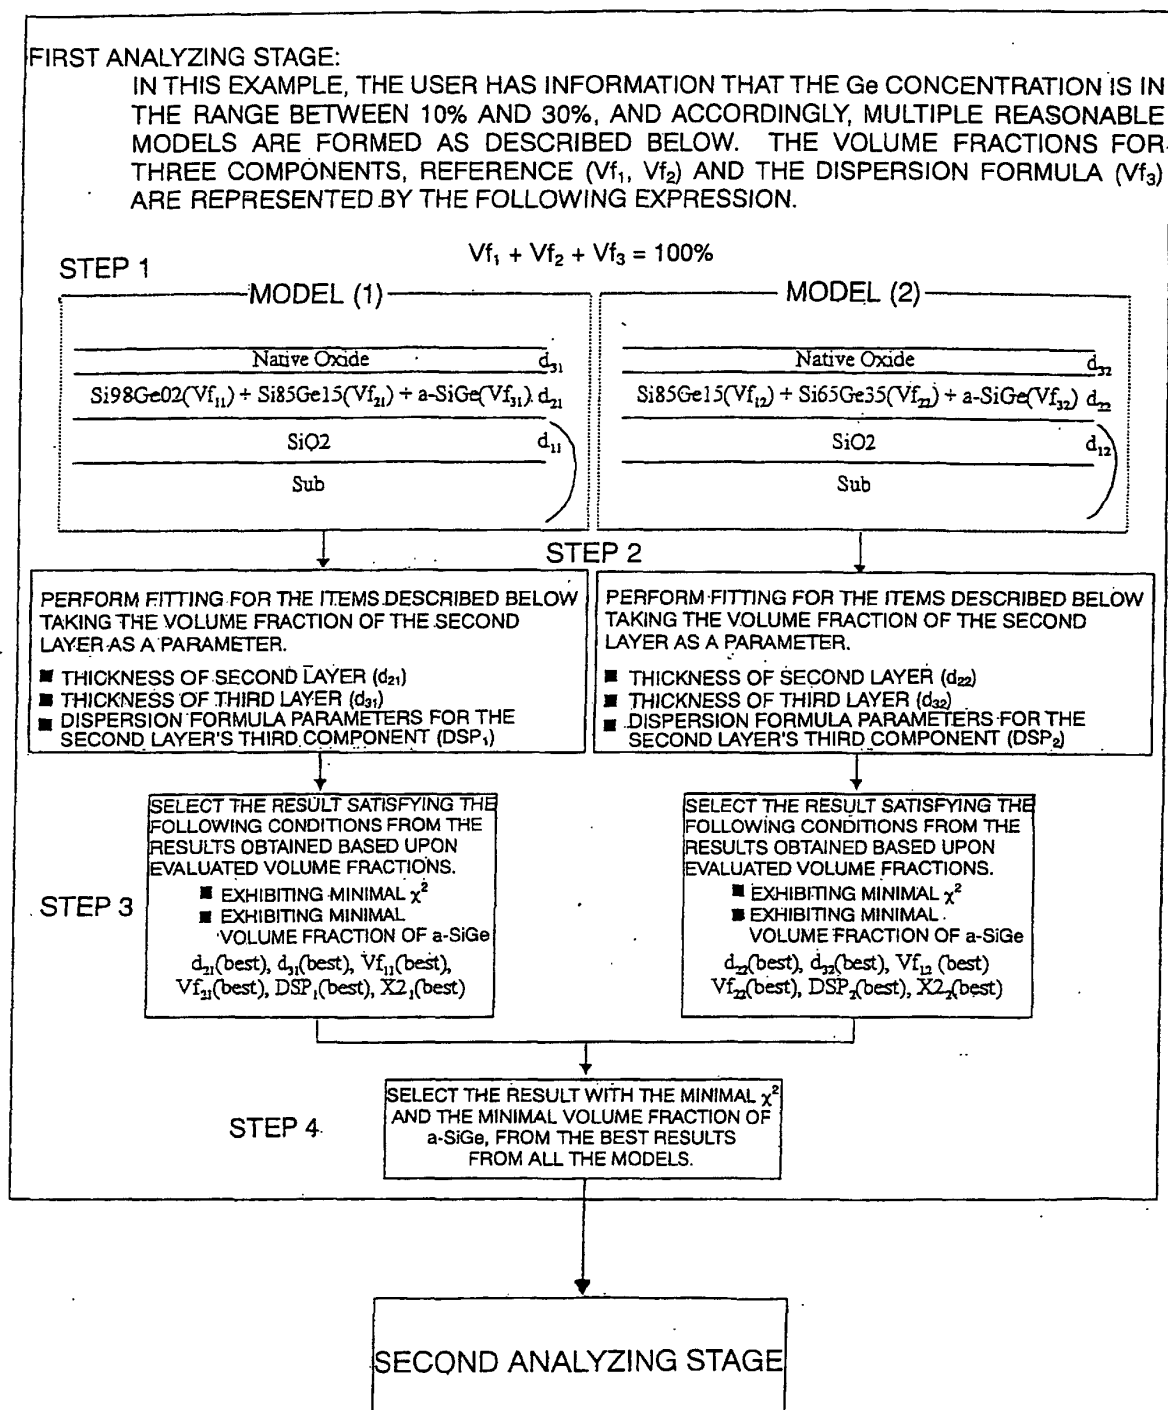 FIRST ANALYZING STAGE:
IN THIS EXAMPLE, THE USER HAS INFORMATION THAT THE Ge CONCENTRATION IS IN
THE RANGE BETWEEN 10% AND 30%, AND ACCORDINGLY, MULTIPLE REASONABLE
MODELS ARE FORMED AS DESCRIBED BELOW. THE VOLUME FRACTIONS FOR
THREE COMPONENTS, REFERENCE (Vf₁, Vf₂) AND THE DISPERSION FORMULA (Vf₃)
ARE REPRESENTED BY THE FOLLOWING EXPRESSION.
Vf₁ + Vf₂ + Vf₃ = 100%
STEP 1
MODEL (1)
Native Oxide d₃₁
Si98Ge02(Vf₁₁) + Si85Ge15(Vf₂₁) + a-SiGe(Vf₃₁) d₂₁
SiO2 d₁₁
Sub
MODEL (2)
Native Oxide d₃₂
Si85Ge15(Vf₁₂) + Si65Ge35(Vf₂₂) + a-SiGe(Vf₃₂) d₂₂
SiO2 d₁₂
Sub
STEP 2
PERFORM FITTING FOR THE ITEMS DESCRIBED BELOW
TAKING THE VOLUME FRACTION OF THE SECOND
LAYER AS A PARAMETER.
■ THICKNESS OF SECOND LAYER (d₂₁)
■ THICKNESS OF THIRD LAYER (d₃₁)
■ DISPERSION FORMULA PARAMETERS FOR THE
SECOND LAYER'S THIRD COMPONENT (DSP₁)
PERFORM FITTING FOR THE ITEMS DESCRIBED BELOW
TAKING THE VOLUME FRACTION OF THE SECOND
LAYER AS A PARAMETER.
■ THICKNESS OF SECOND LAYER (d₂₂)
■ THICKNESS OF THIRD LAYER (d₃₂)
■ DISPERSION FORMULA PARAMETERS FOR THE
SECOND LAYER'S THIRD COMPONENT (DSP₂)
STEP 3
SELECT THE RESULT SATISFYING THE
FOLLOWING CONDITIONS FROM THE
RESULTS OBTAINED BASED UPON
EVALUATED VOLUME FRACTIONS.
■ EXHIBITING MINIMAL χ²
■ EXHIBITING MINIMAL
VOLUME FRACTION OF a-SiGe
d₂₁(best), d₃₁(best), Vf₁₁(best),
Vf₂₁(best), DSP₁(best), X2₁(best)
SELECT THE RESULT SATISFYING THE
FOLLOWING CONDITIONS FROM THE
RESULTS OBTAINED BASED UPON
EVALUATED VOLUME FRACTIONS.
■ EXHIBITING MINIMAL χ²
■ EXHIBITING MINIMAL
VOLUME FRACTION OF a-SiGe
d₂₂(best), d₃₂(best), Vf₁₂ (best)
Vf₂₂(best), DSP₂(best), X2₂(best)
STEP 4
SELECT THE RESULT WITH THE MINIMAL χ²
AND THE MINIMAL VOLUME FRACTION OF
a-SiGe, FROM THE BEST RESULTS
FROM ALL THE MODELS.
SECOND ANALYZING STAGE